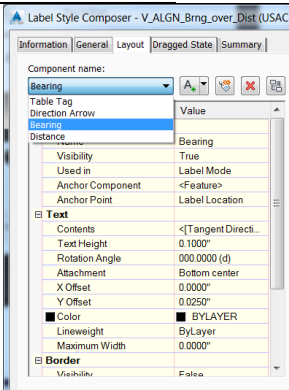 Label Style Composer - V_ALGN_Brng_over_Dist (USAC
Information General Layout Dragged State Summary
Component name:
Bearing
Table Tag
Direction Arrow
Bearing
Distance
Value
Name Bearing
Visibility True
Used in Label Mode
Anchor Component <Feature>
Anchor Point Label Location
Text
Contents <[Tangent Directi...
Text Height 0.1000"
Rotation Angle 000.0000 (d)
Attachment Bottom center
X Offset 0.0000"
Y Offset 0.0250"
Color BYLAYER
Lineweight ByLayer
Maximum Width 0.0000"
Border
Visibility False